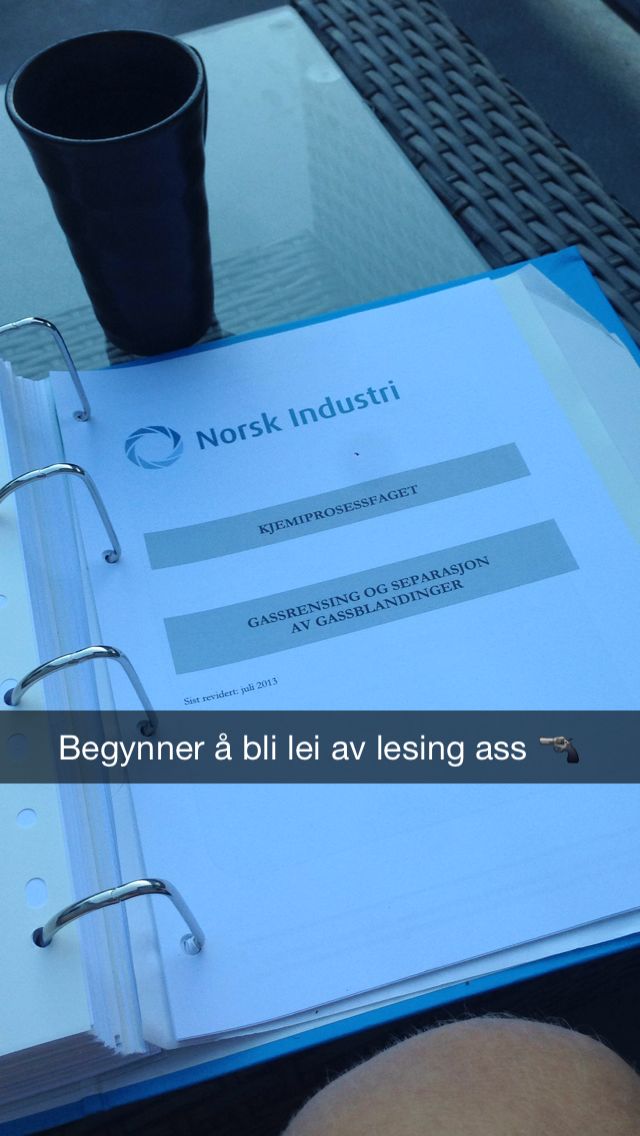 Norsk Industri
KJEMIPROSESSFAGET
GASSRENSING OG SEPARASJON
AV GASSBLANDINGER
Sist revidert: juli 2013
Begynner å bli lei av lesing ass 🔫